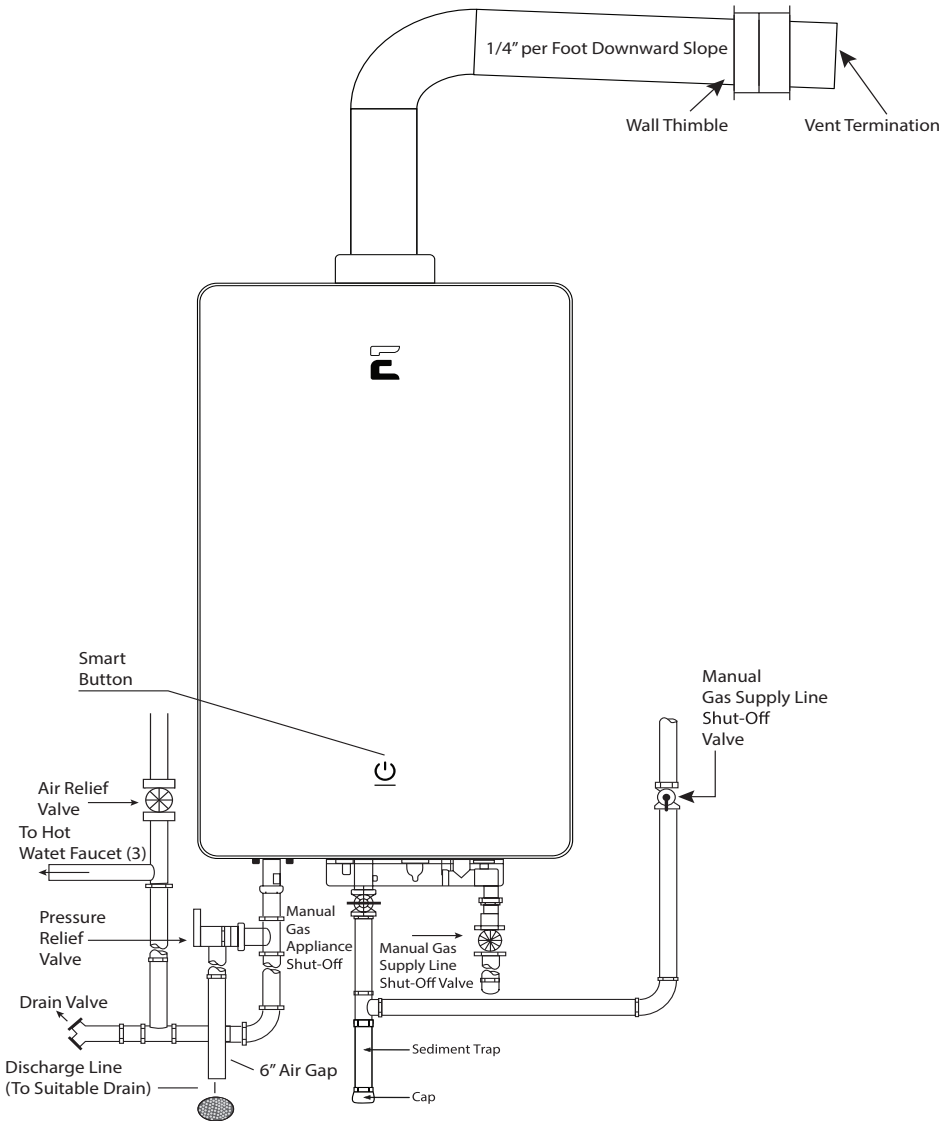 1/4” per Foot Downward Slope
Wall Thimble
Vent Termination
Smart
Button
Manual
Gas Supply Line
Shut-Off
Valve
Air Relief
Valve
To Hot
Watet Faucet (3)
Pressure
Relief
Valve
Manual
Gas
Appliance
Shut-Off
Manual Gas
Supply Line
Shut-Off Valve
Drain Valve
Discharge Line
(To Suitable Drain)
6” Air Gap
Sediment Trap
Cap